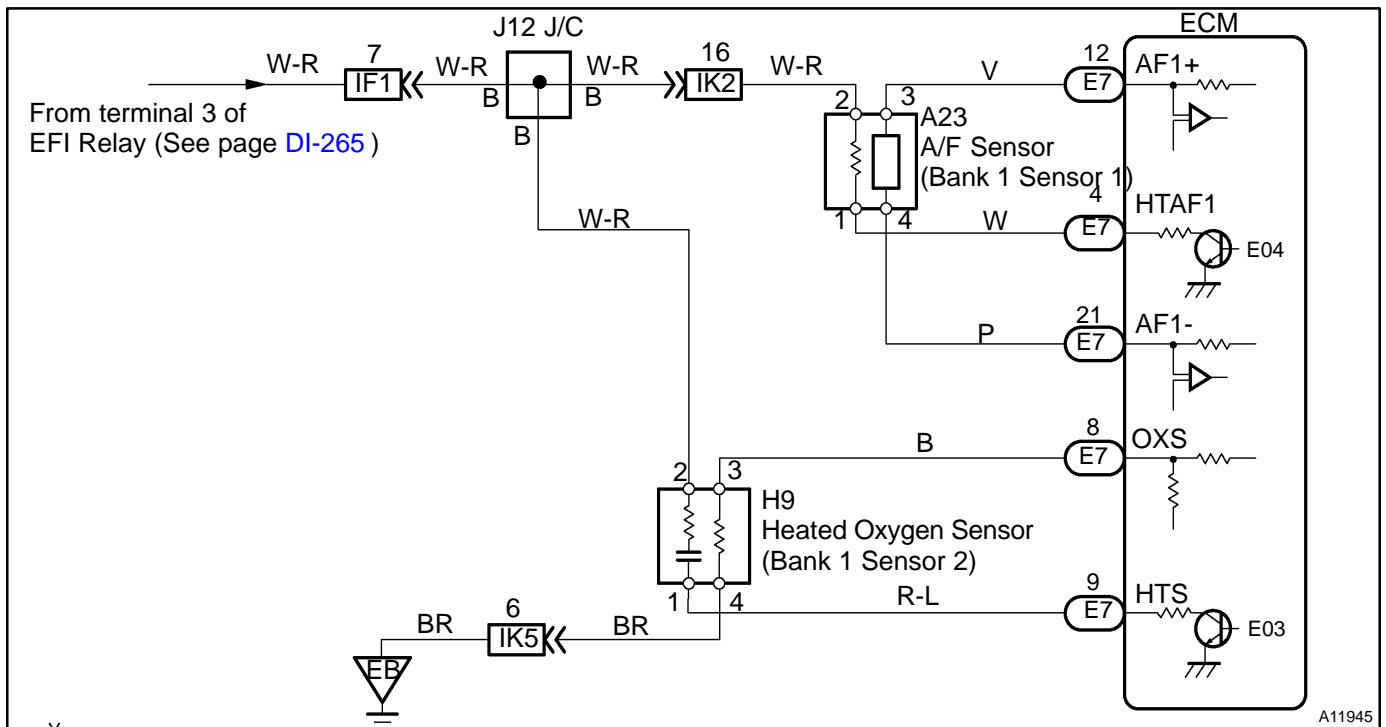 J12 J/C
ECM
7
16
12
W-R
IF1
W-R
B
W-R
B
IK2
W-R
V
E7
AF1+
From terminal 3 of
EFI Relay (See page DI-265 )
B
2
3
A23
A/F Sensor
(Bank 1 Sensor 1)
4
W-R
1
4
W
E7
HTAF1
E04
21
P
E7
AF1-
8
B
E7
OXS
2
3
H9
Heated Oxygen Sensor
(Bank 1 Sensor 2)
9
1
4
R-L
E7
HTS
E03
6
BR
IK5
BR
EB
A11945